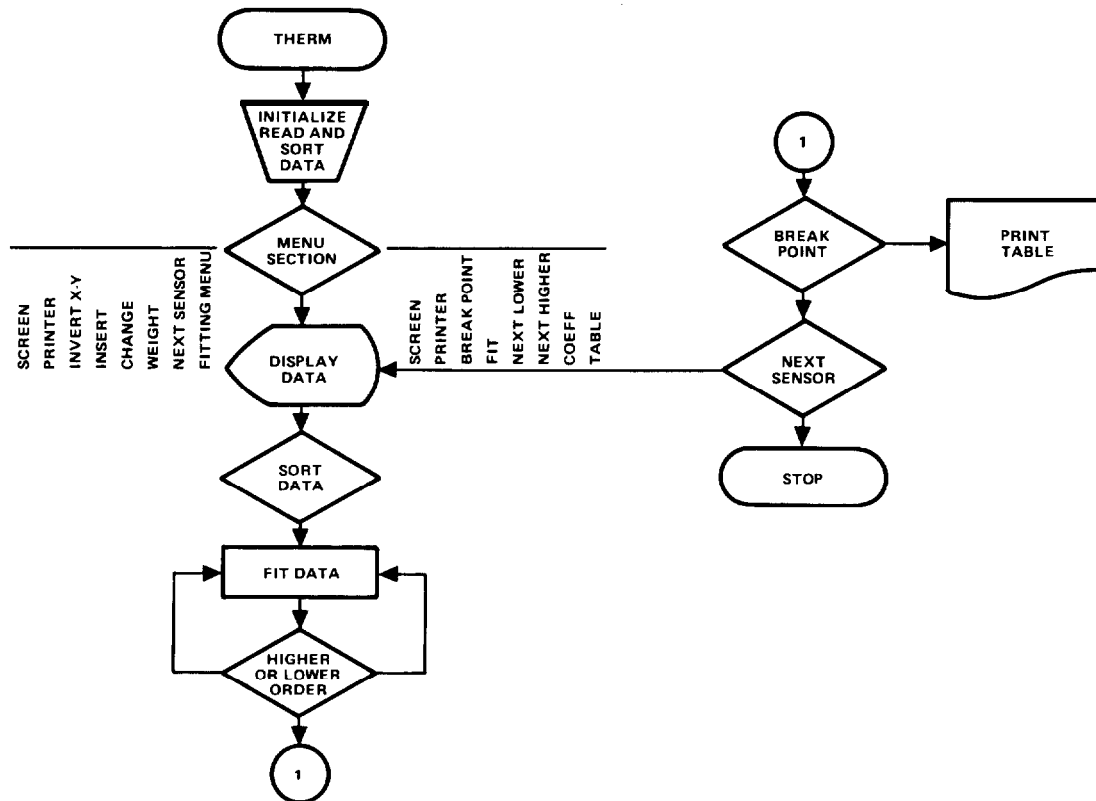 THERM
INITIALIZE
READ AND
SORT
DATA
MENU
SECTION
SCREEN
PRINTER
INVERT X-Y
INSERT
CHANGE
WEIGHT
NEXT SENSOR
FITTING MENU
SCREEN
PRINTER
BREAK POINT
FIT
NEXT LOWER
NEXT HIGHER
COEFF
TABLE
DISPLAY
DATA
SORT
DATA
FIT DATA
HIGHER
OR LOWER
ORDER
1
1
BREAK
POINT
PRINT
TABLE
NEXT
SENSOR
STOP